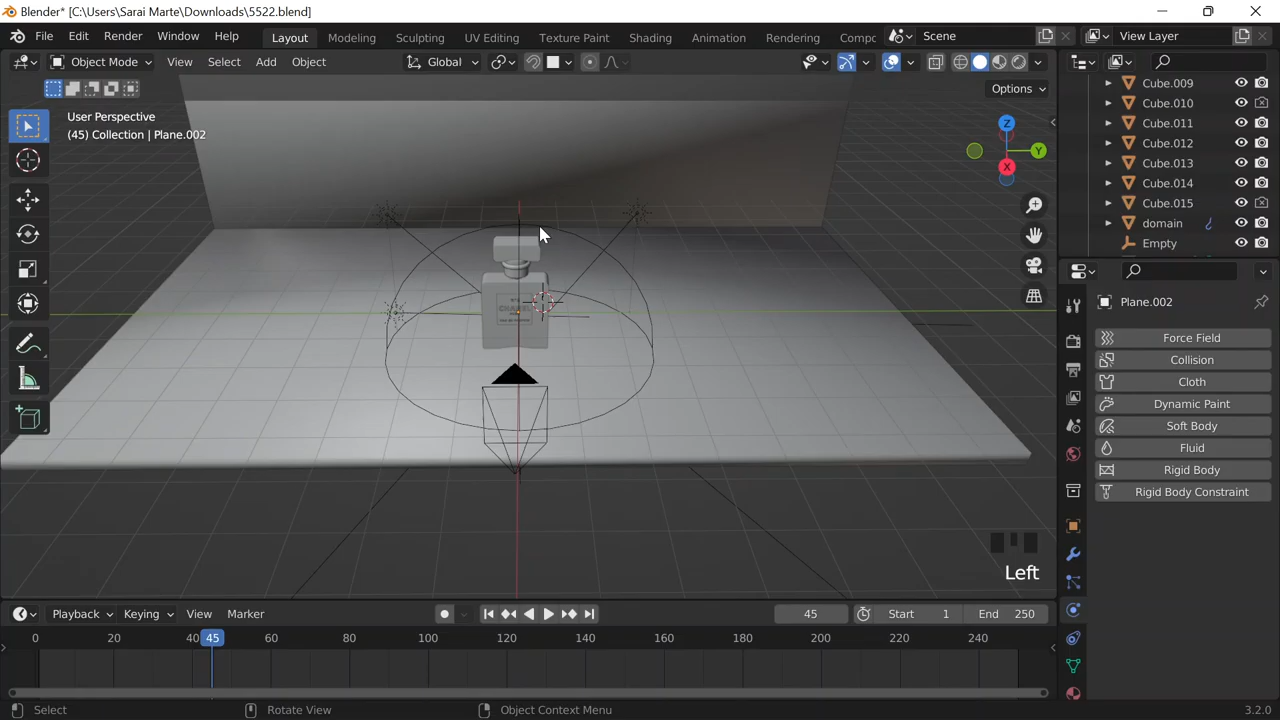 Blender* [C:\Users\Sarai Marte\Downloads\5522.blend]
File Edit Render Window Help Layout Modeling Sculpting UV Editing Texture Paint Shading Animation Rendering Compc Scene View Layer
Object Mode View Select Add Object Global
Options
User Perspective
(45) Collection | Plane.002
Z
Y
X
Cube.009
Cube.010
Cube.011
Cube.012
Cube.013
Cube.014
Cube.015
domain
Empty
Plane.002
Force Field
Collision
Cloth
Dynamic Paint
Soft Body
Fluid
Rigid Body
Rigid Body Constraint
CHANEL
Left
Playback Keying View Marker 45 Start 1 End 250
0 20 40 45 60 80 100 120 140 160 180 200 220 240
Select Rotate View Object Context Menu 3.2.0